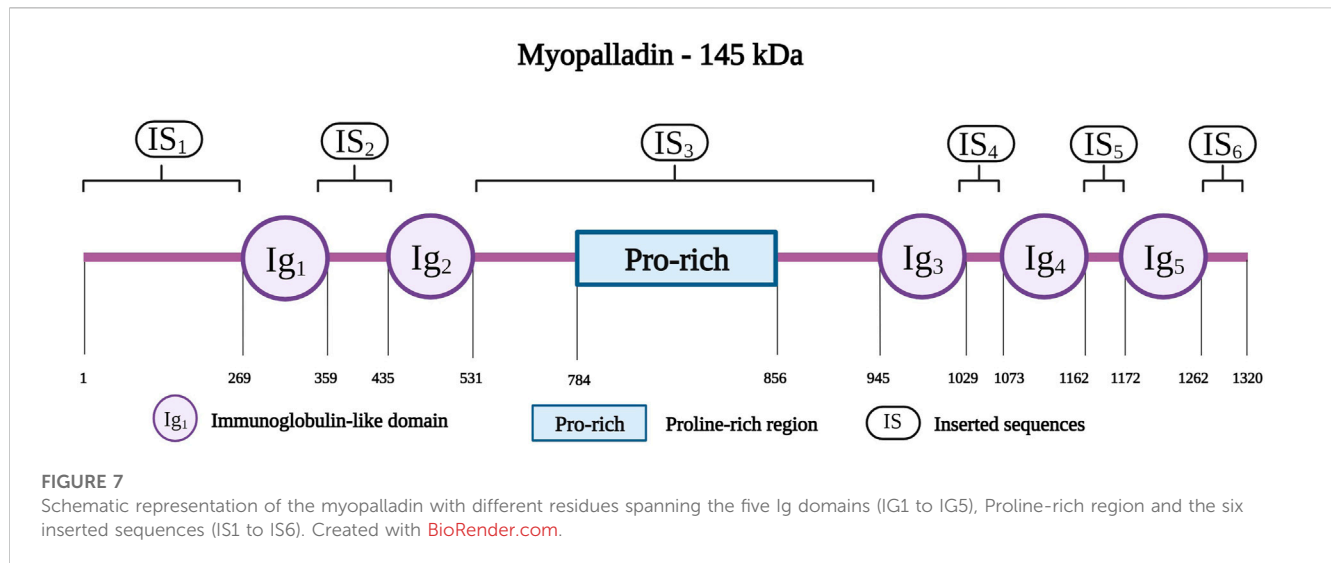 Myopalladin - 145 kDa
IS₁ IS₂ IS₃ IS₄ IS₅ IS₆
Ig₁ Ig₂ Pro-rich Ig₃ Ig₄ Ig₅
1 269 359 435 531 784 856 945 1029 1073 1162 1172 1262 1320
Ig₁ Immunoglobulin-like domain Pro-rich Proline-rich region IS Inserted sequences
FIGURE 7
Schematic representation of the myopalladin with different residues spanning the five Ig domains (IG1 to IG5), Proline-rich region and the six
inserted sequences (IS1 to IS6). Created with BioRender.com.